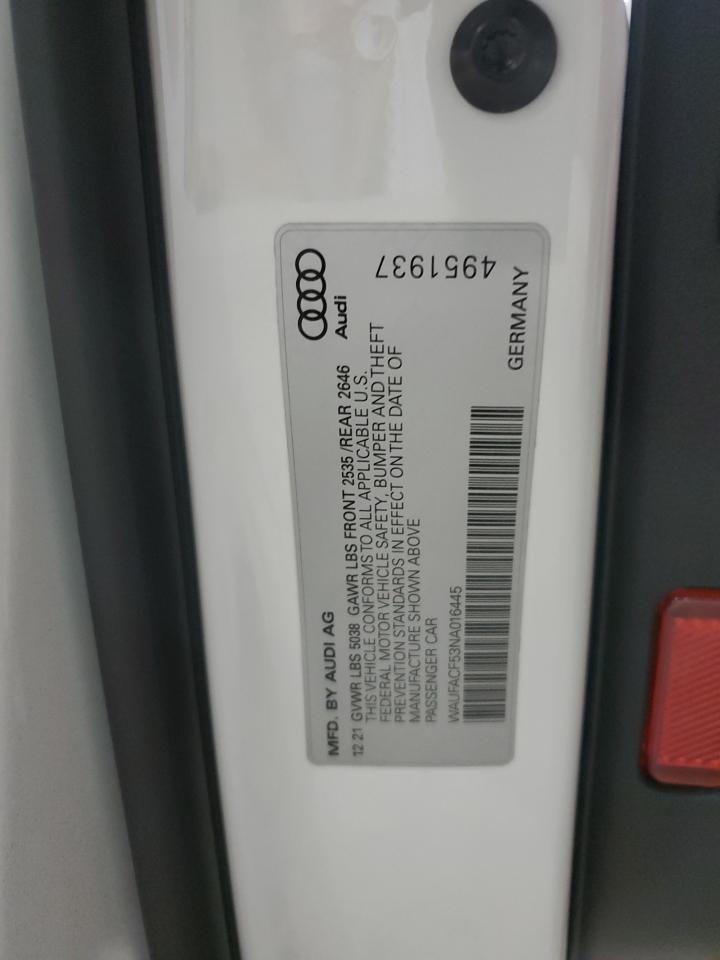 MFD. BY AUDI AG
Audi
12.21 GVWR LBS 5038 GAWR LBS FRONT 2535 /REAR 2646
THIS VEHICLE CONFORMS TO ALL APPLICABLE U.S.
FEDERAL MOTOR VEHICLE SAFETY, BUMPER AND THEFT
PREVENTION STANDARDS IN EFFECT ON THE DATE OF
MANUFACTURE SHOWN ABOVE
PASSENGER CAR
4951937
WAUFACF53NA016445
GERMANY